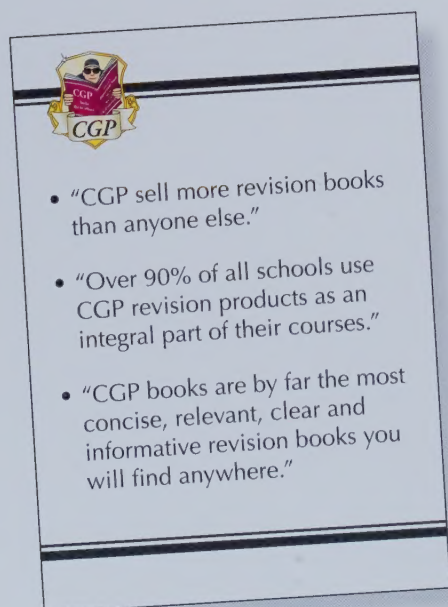 CGP
CGP
• "CGP sell more revision books
than anyone else."
• "Over 90% of all schools use
CGP revision products as an
integral part of their courses."
• "CGP books are by far the most
concise, relevant, clear and
informative revision books you
will find anywhere."